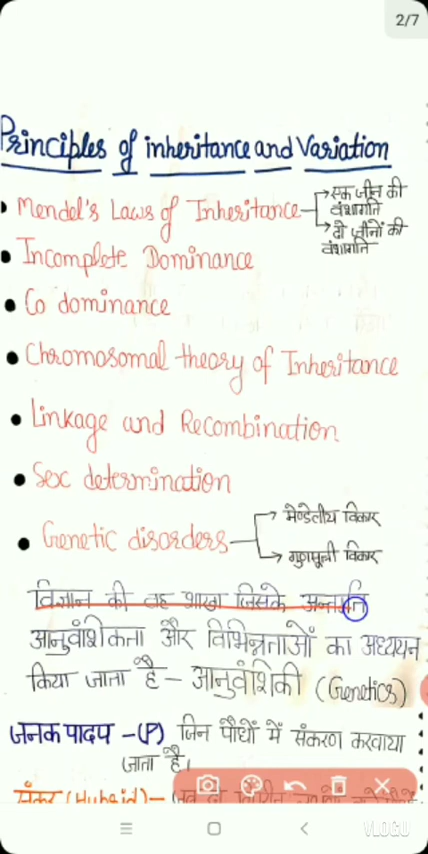 2/7
Principles of inheritance and Variation
Mendel's Laws of Inheritance
एक जीन की
वंशागति
दो जीनों की
वंशागति
Incomplete Dominance
Co dominance
Chromosomal theory of Inheritance
Linkage and Recombination
Sex determination
Genetic disorders
मेण्डेलीय विकार
गुणसूत्री विकार
विज्ञान की वह शाखा जिसके अन्तर्गत
आनुवंशिकता और विभिन्नताओं का अध्ययन
किया जाता है – आनुवंशिकी (Genetics)
जनक पादप –(P) जिन पौधों में संकरण करवाया
जाता है।
संकर (Hybrid)–
VLOGU